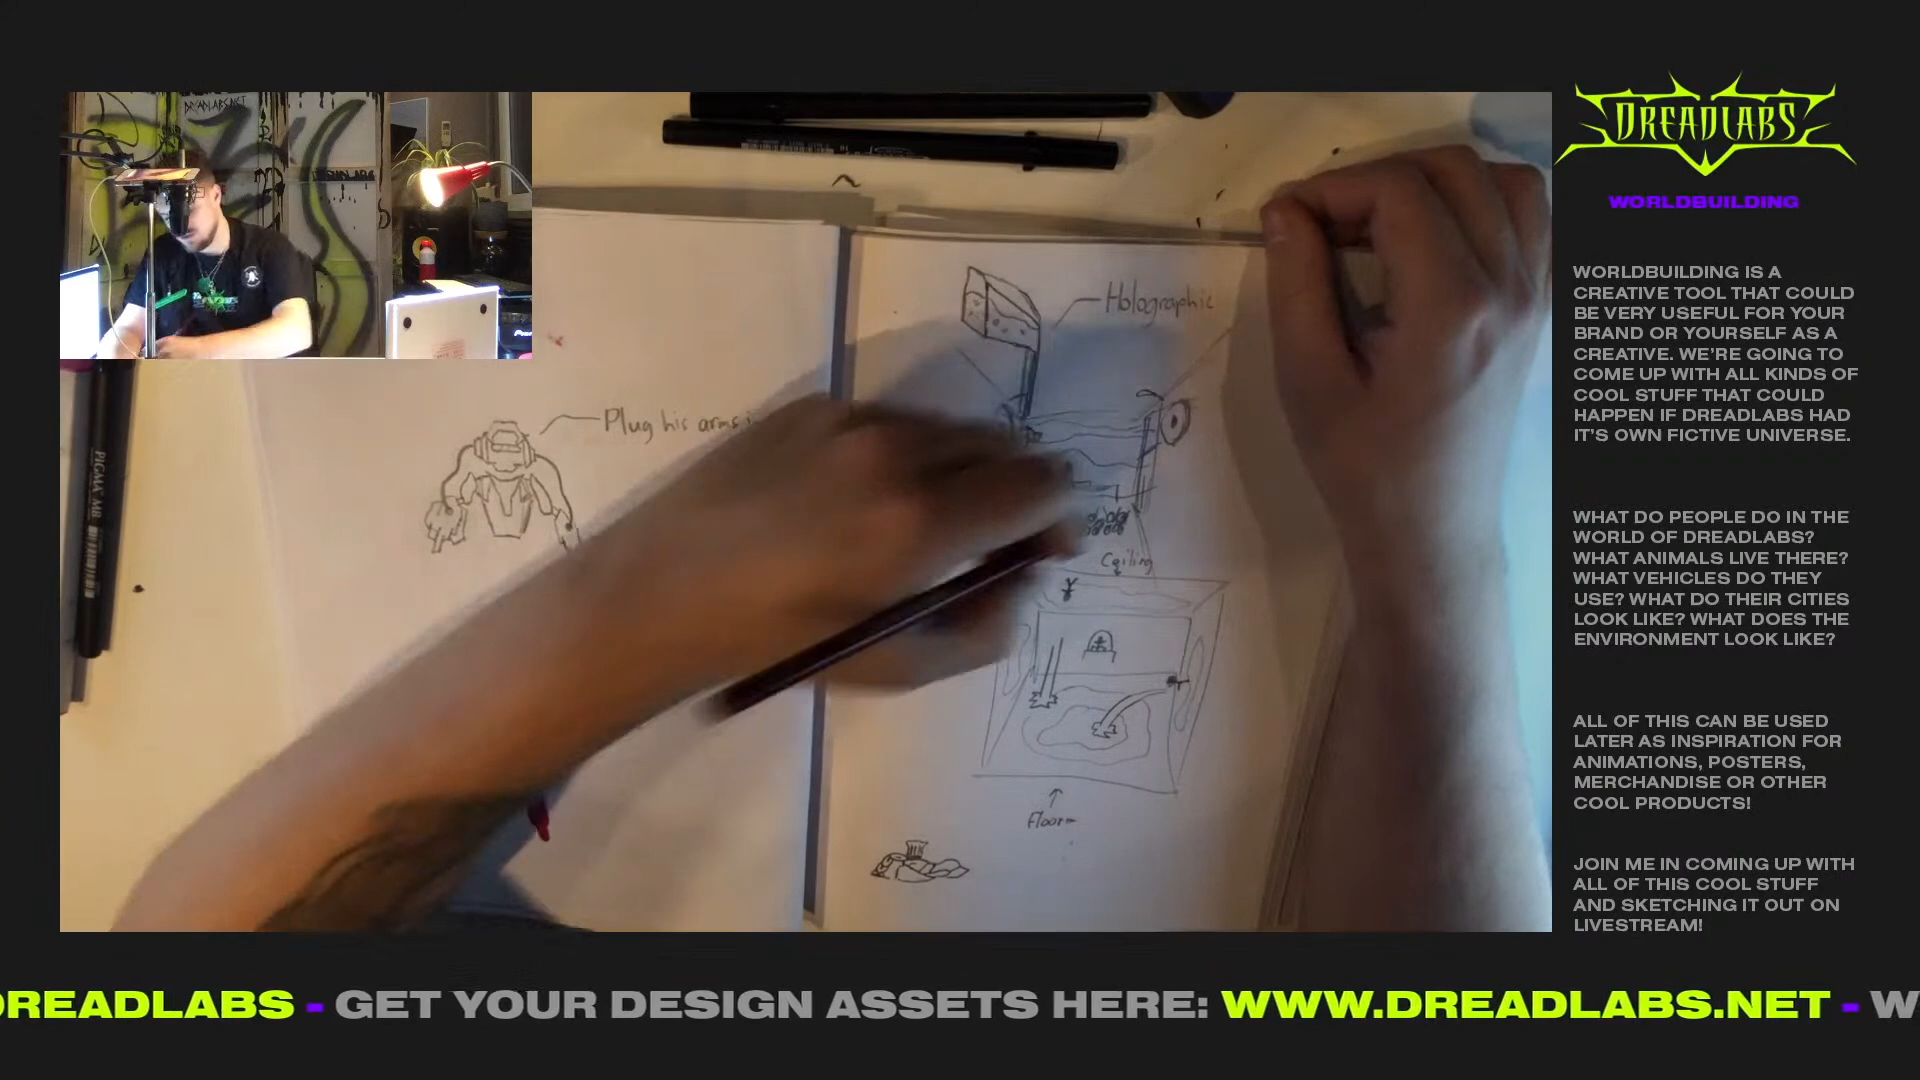 DREADLABS.NET
DREADLABS
WORLDBUILDING
WORLDBUILDING IS A
CREATIVE TOOL THAT COULD
BE VERY USEFUL FOR YOUR
BRAND OR YOURSELF AS A
CREATIVE. WE'RE GOING TO
COME UP WITH ALL KINDS OF
COOL STUFF THAT COULD
HAPPEN IF DREADLABS HAD
IT'S OWN FICTIVE UNIVERSE.
WHAT DO PEOPLE DO IN THE
WORLD OF DREADLABS?
WHAT ANIMALS LIVE THERE?
WHAT VEHICLES DO THEY
USE? WHAT DO THEIR CITIES
LOOK LIKE? WHAT DOES THE
ENVIRONMENT LOOK LIKE?
ALL OF THIS CAN BE USED
LATER AS INSPIRATION FOR
ANIMATIONS, POSTERS,
MERCHANDISE OR OTHER
COOL PRODUCTS!
JOIN ME IN COMING UP WITH
ALL OF THIS COOL STUFF
AND SKETCHING IT OUT ON
LIVESTREAM!
Holographic
Plug his arms
Ceiling
Floor
PIGMA MB
DREADLABS - GET YOUR DESIGN ASSETS HERE: WWW.DREADLABS.NET - W